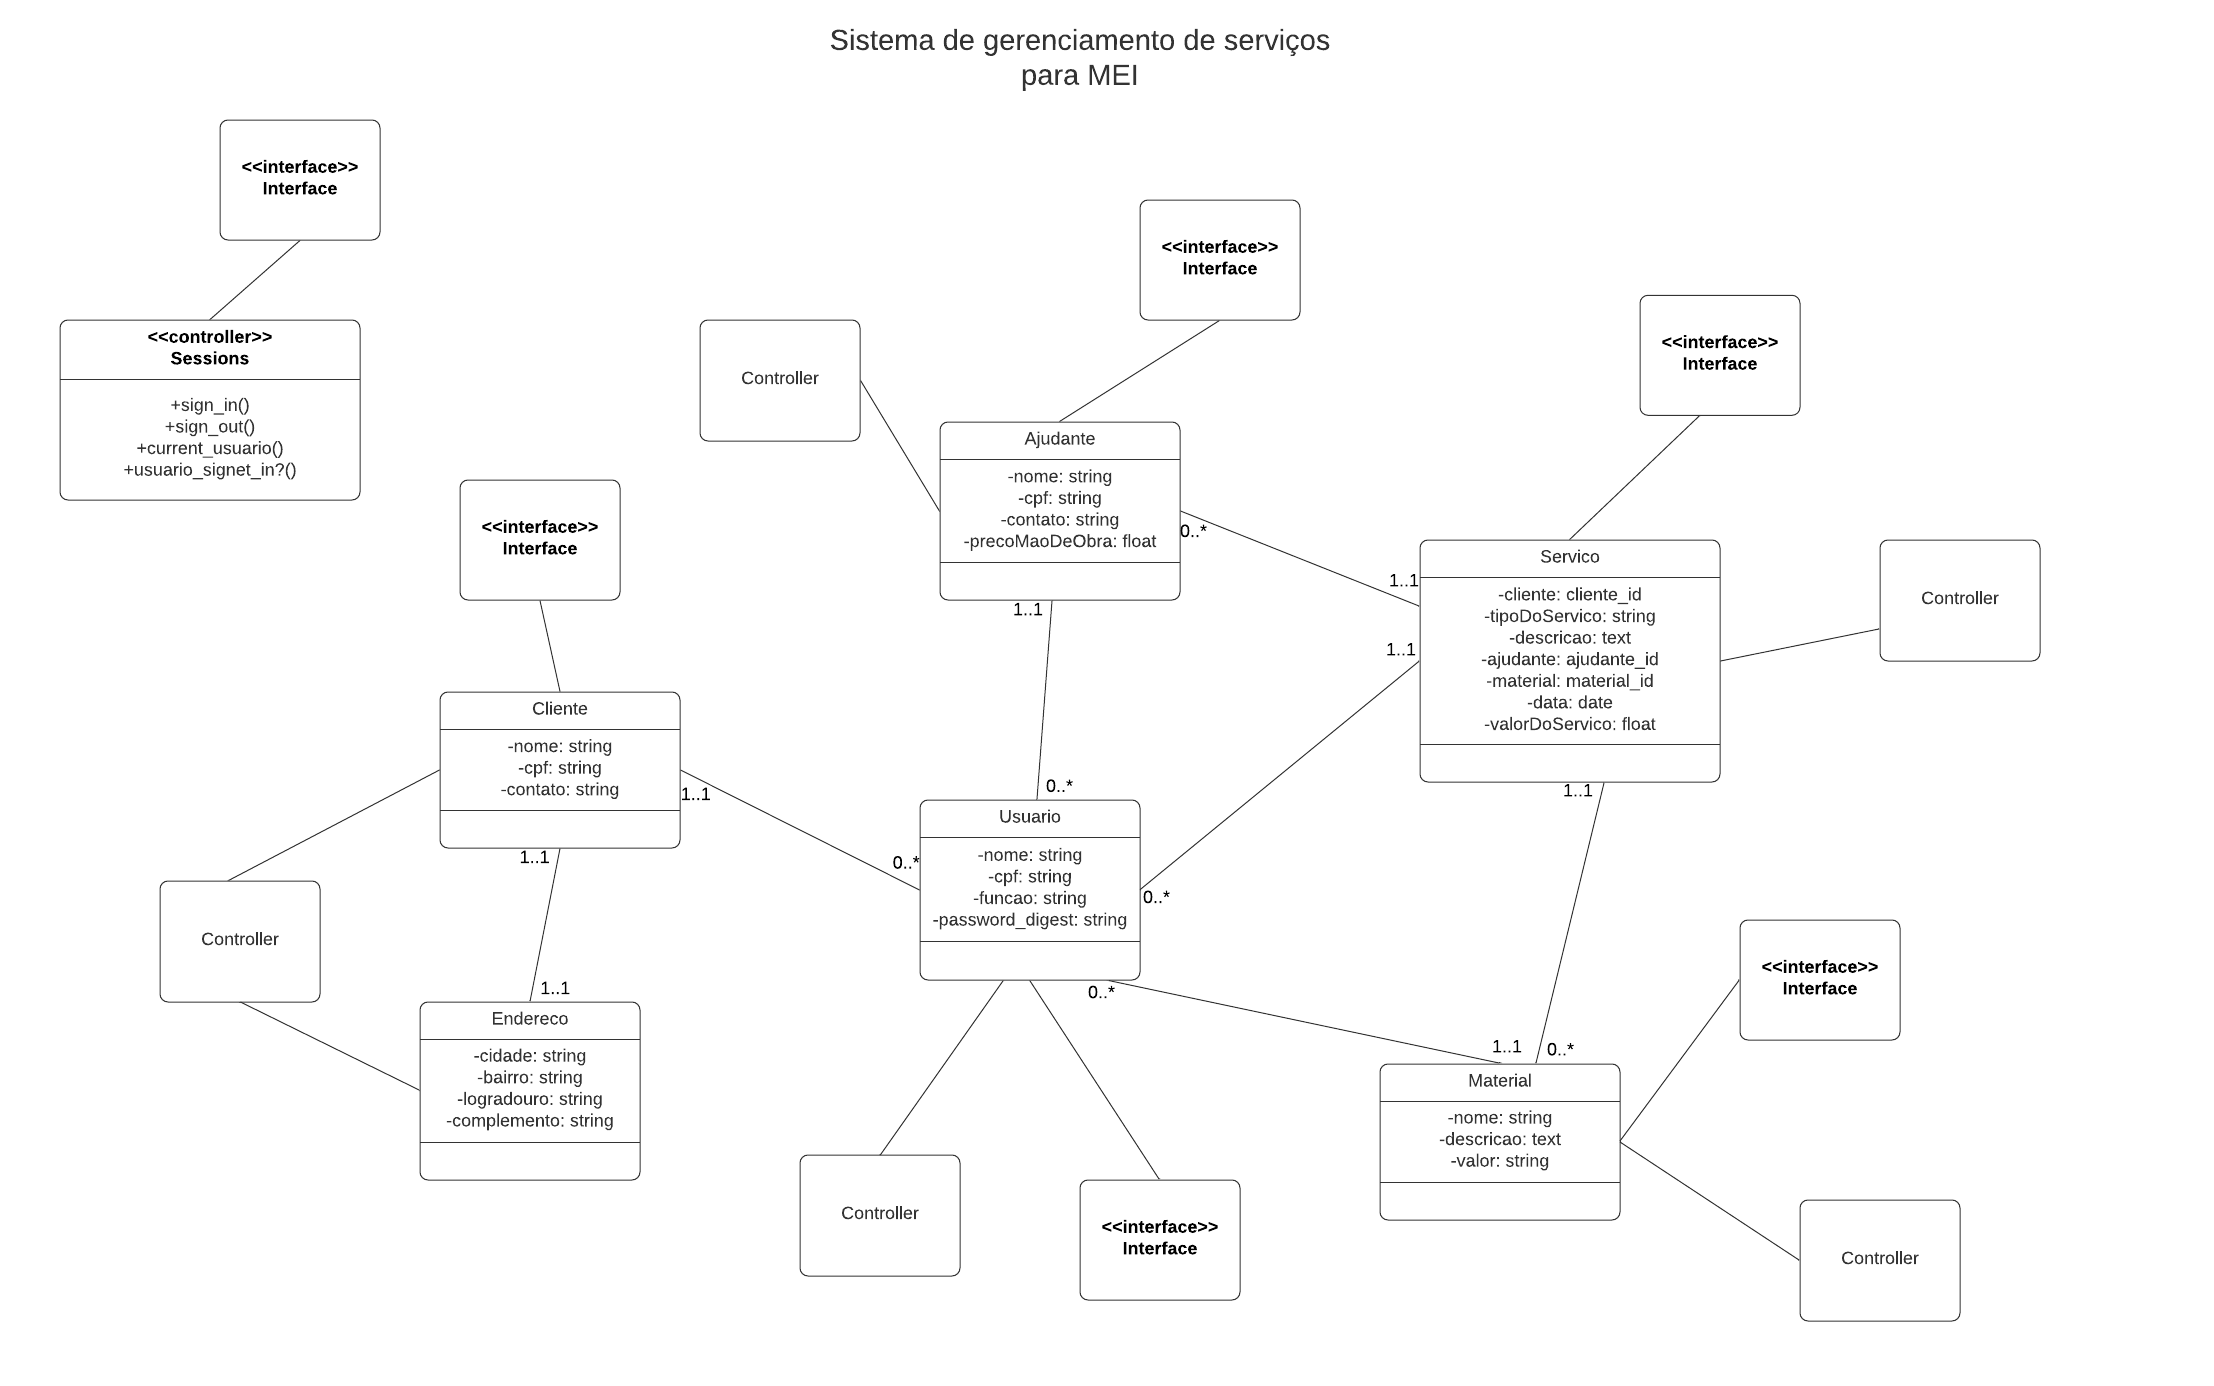 Sistema de gerenciamento de serviços
para MEI
<<interface>>
Interface
<<controller>>
Sessions
+sign_in()
+sign_out()
+current_usuario()
+usuario_signet_in?()
<<interface>>
Interface
Controller
<<interface>>
Interface
Ajudante
-nome: string
-cpf: string
-contato: string
-precoMaoDeObra: float
0..*
1..1
1..1
<<interface>>
Interface
Servico
-cliente: cliente_id
-tipoDoServico: string
-descricao: text
-ajudante: ajudante_id
-material: material_id
-data: date
-valorDoServico: float
1..1
1..1
Controller
Cliente
-nome: string
-cpf: string
-contato: string
1..1
1..1
0..*
0..*
Usuario
-nome: string
-cpf: string
-funcao: string
-password_digest: string
0..*
0..*
Controller
1..1
Endereco
-cidade: string
-bairro: string
-logradouro: string
-complemento: string
Controller
<<interface>>
Interface
1..1
0..*
Material
-nome: string
-descricao: text
-valor: string
<<interface>>
Interface
Controller